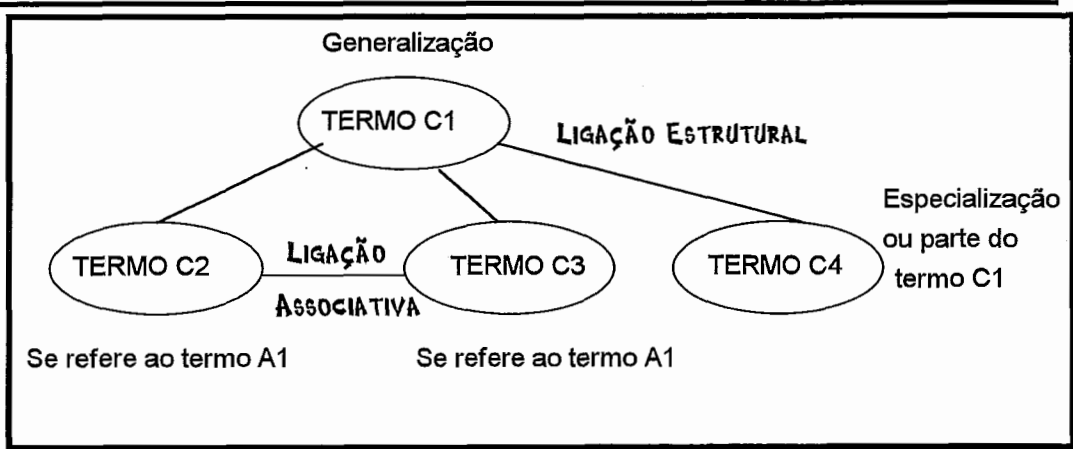 Generalização
TERMO C1
LIGAÇÃO ESTRUTURAL
Especialização
ou parte do
termo C1
TERMO C2
LIGAÇÃO
ASSOCIATIVA
TERMO C3
TERMO C4
Se refere ao termo A1
Se refere ao termo A1